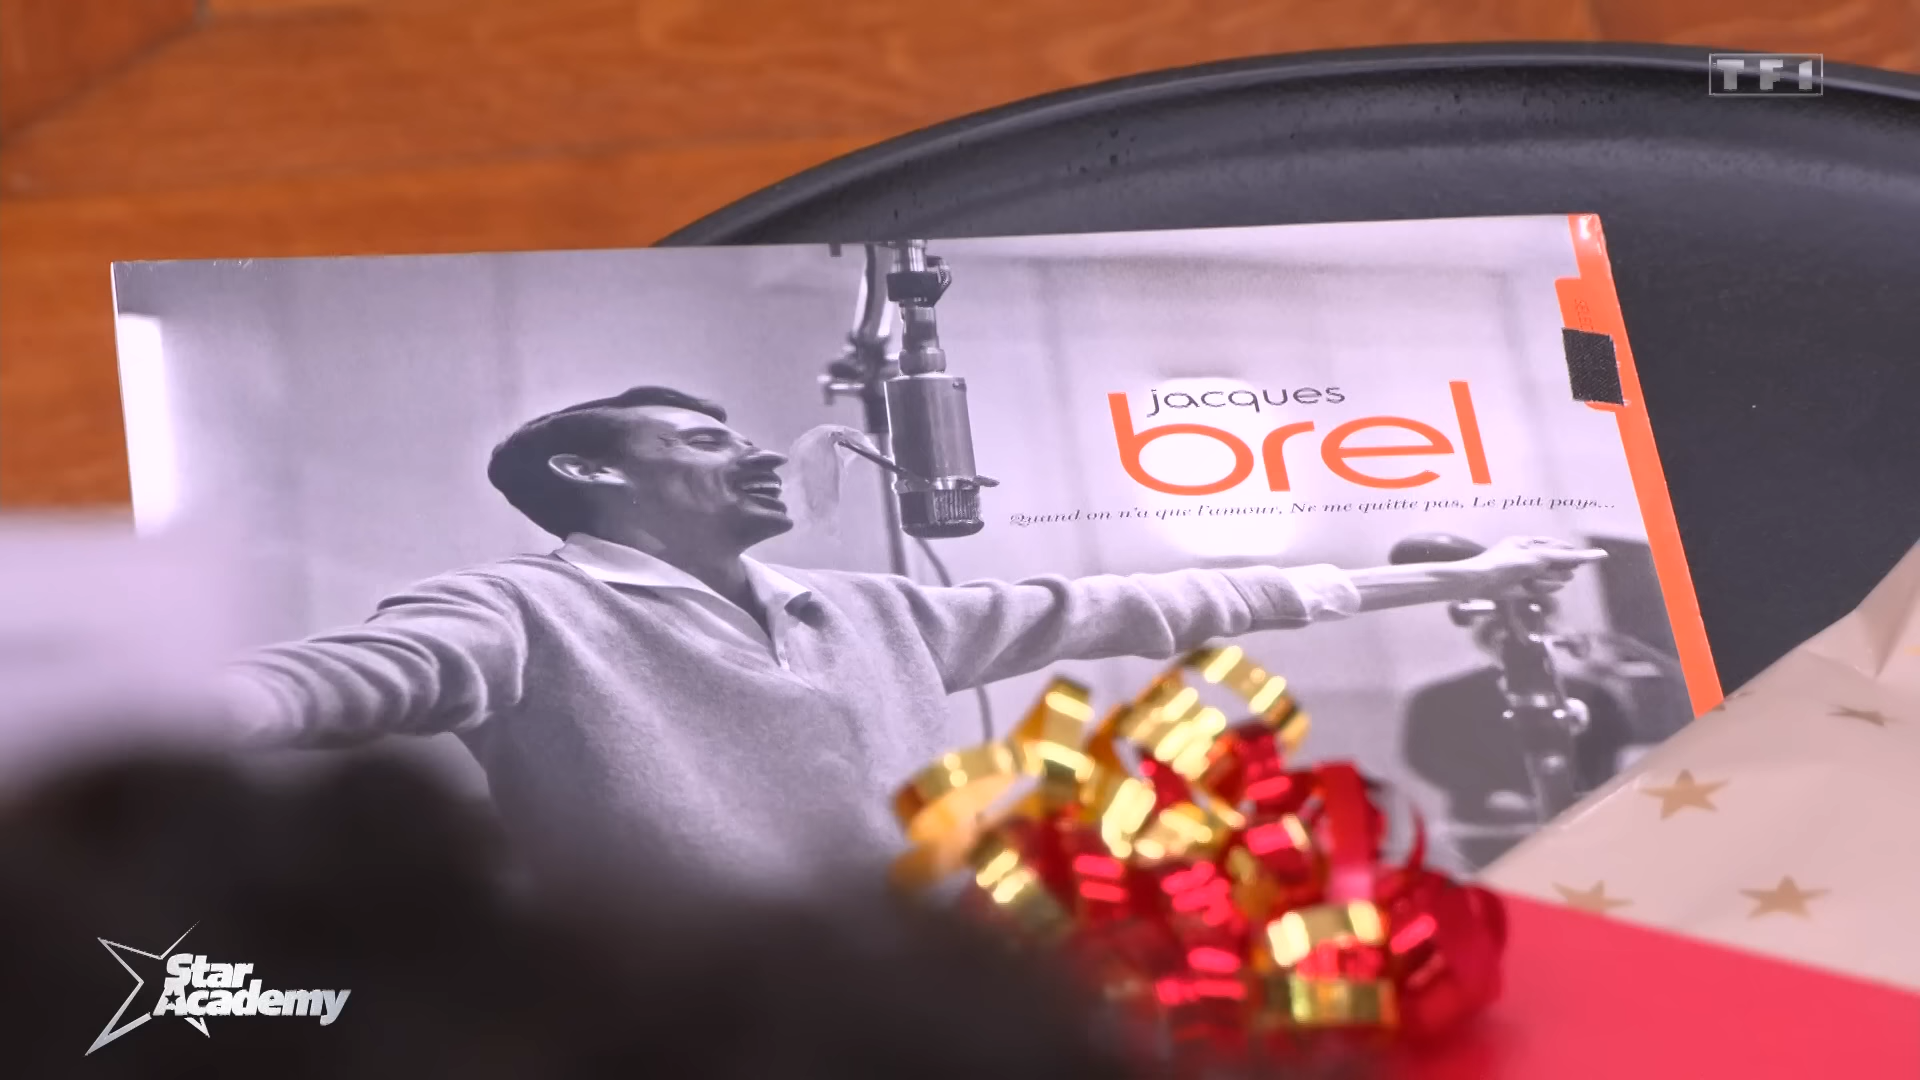 TF1
jacques
brel
Quand on n'a que l'amour, Ne me quitte pas, Le plat pays...
Star
Academy